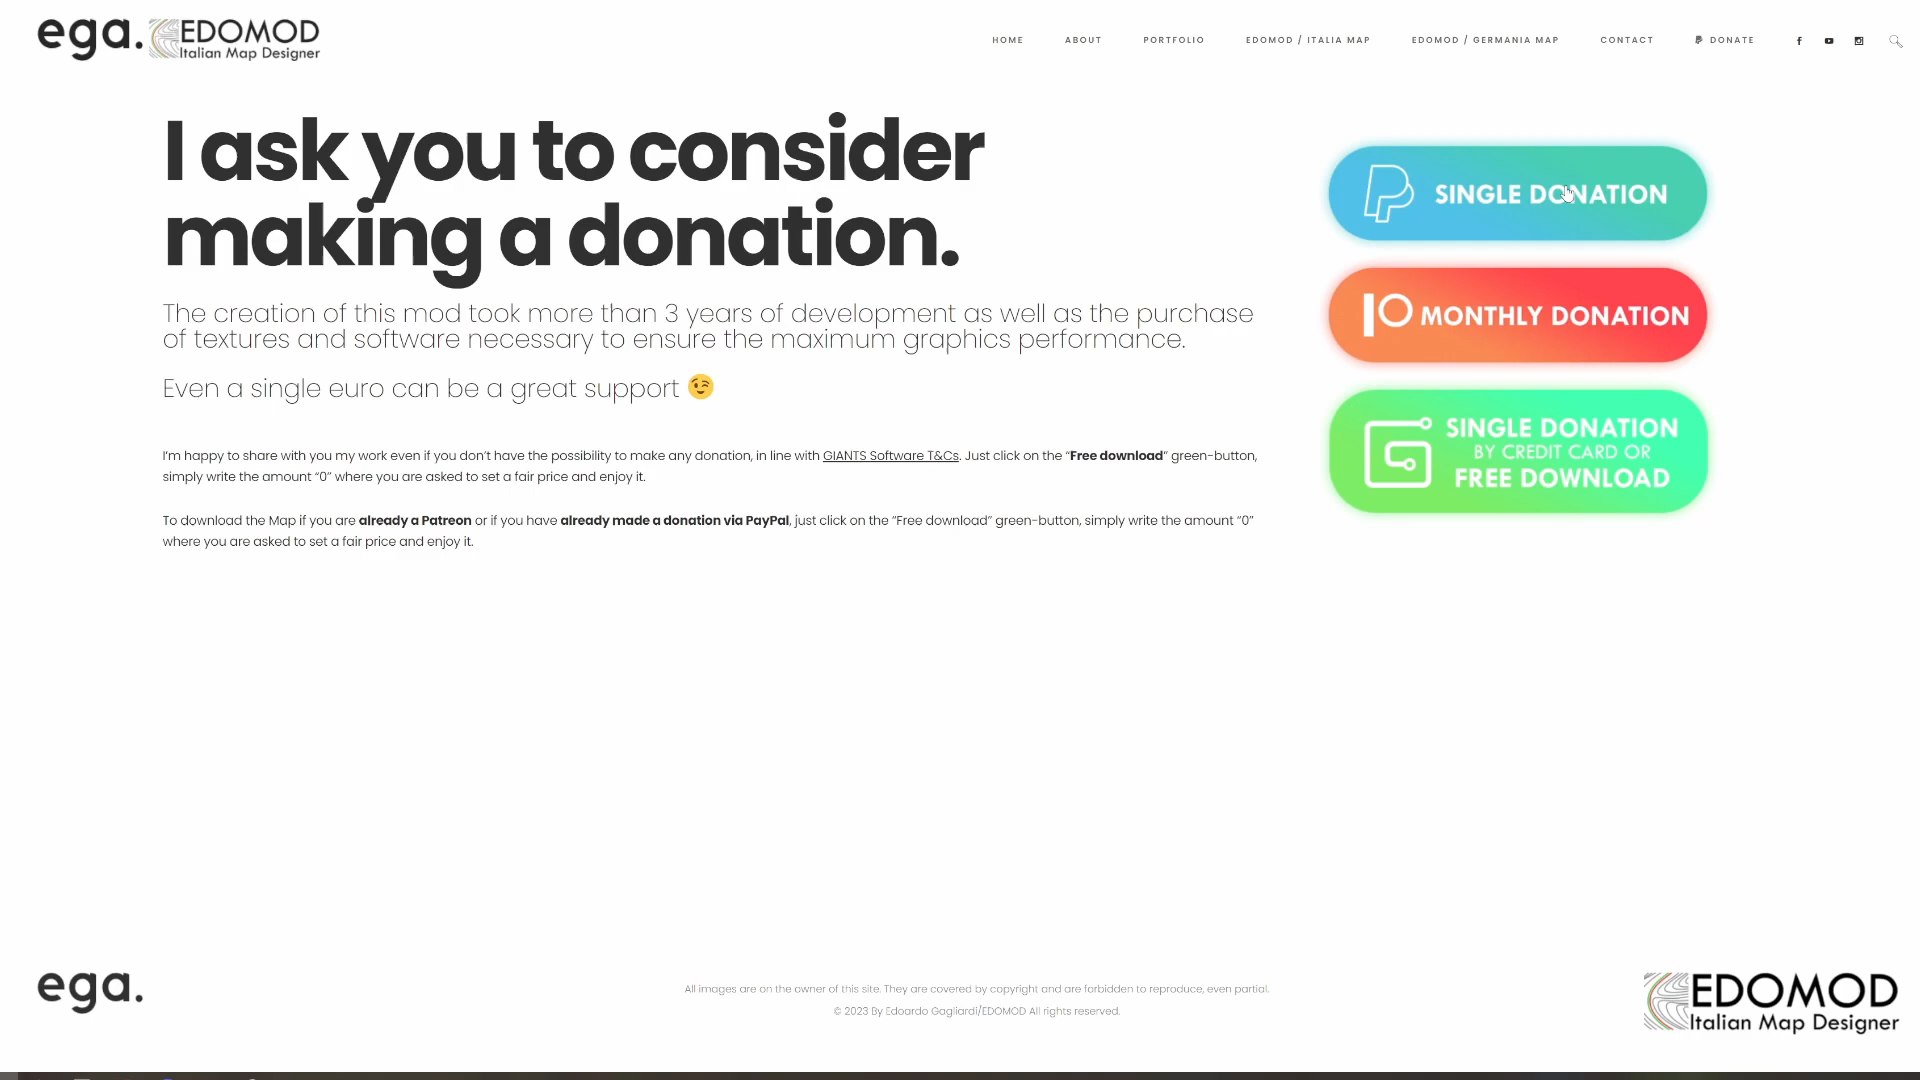 ega.
EDOMOD
Italian Map Designer
HOME
ABOUT
PORTFOLIO
EDOMOD / ITALIA MAP
EDOMOD / GERMANIA MAP
CONTACT
DONATE
I ask you to consider
making a donation.
The creation of this mod took more than 3 years of development as well as the purchase
of textures and software necessary to ensure the maximum graphics performance.
Even a single euro can be a great support 😉
I’m happy to share with you my work even if you don’t have the possibility to make any donation, in line with GIANTS Software T&Cs. Just click on the “Free download” green-button,
simply write the amount “0” where you are asked to set a fair price and enjoy it.
To download the Map if you are already a Patreon or if you have already made a donation via PayPal, just click on the “Free download” green-button, simply write the amount “0”
where you are asked to set a fair price and enjoy it.
SINGLE DONATION
MONTHLY DONATION
SINGLE DONATION
BY CREDIT CARD OR
FREE DOWNLOAD
ega.
All images are on the owner of this site. They are covered by copyright and are forbidden to reproduce, even partial.
© 2023 By Edoardo Gagliardi/EDOMOD All rights reserved.
EDOMOD
Italian Map Designer